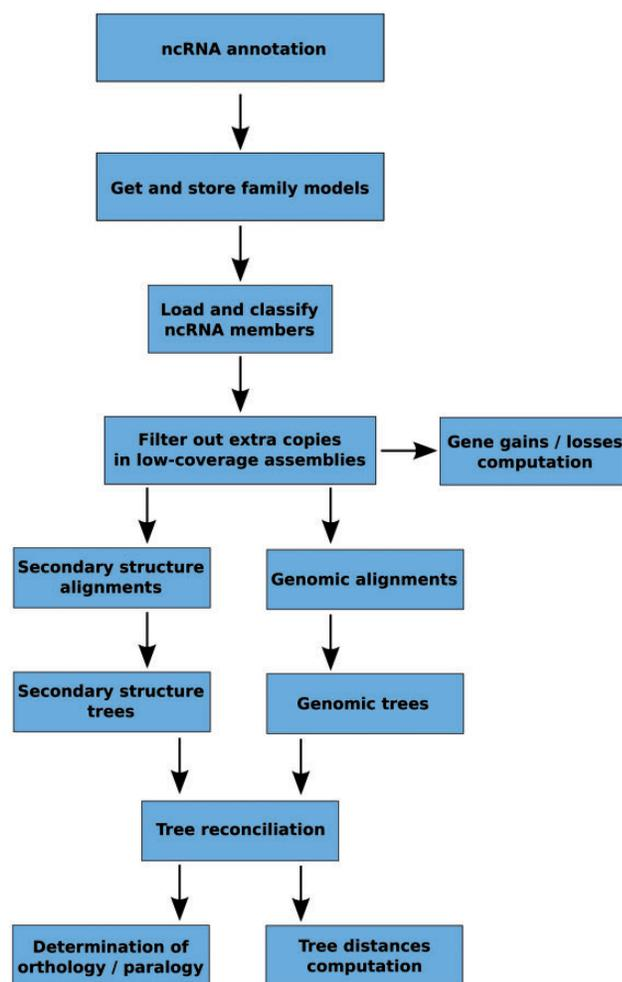 ncRNA annotation
Get and store family models
Load and classify
ncRNA members
Filter out extra copies
in low-coverage assemblies
Gene gains / losses
computation
Secondary structure
alignments
Genomic alignments
Secondary structure
trees
Genomic trees
Tree reconciliation
Determination of
orthology / paralogy
Tree distances
computation